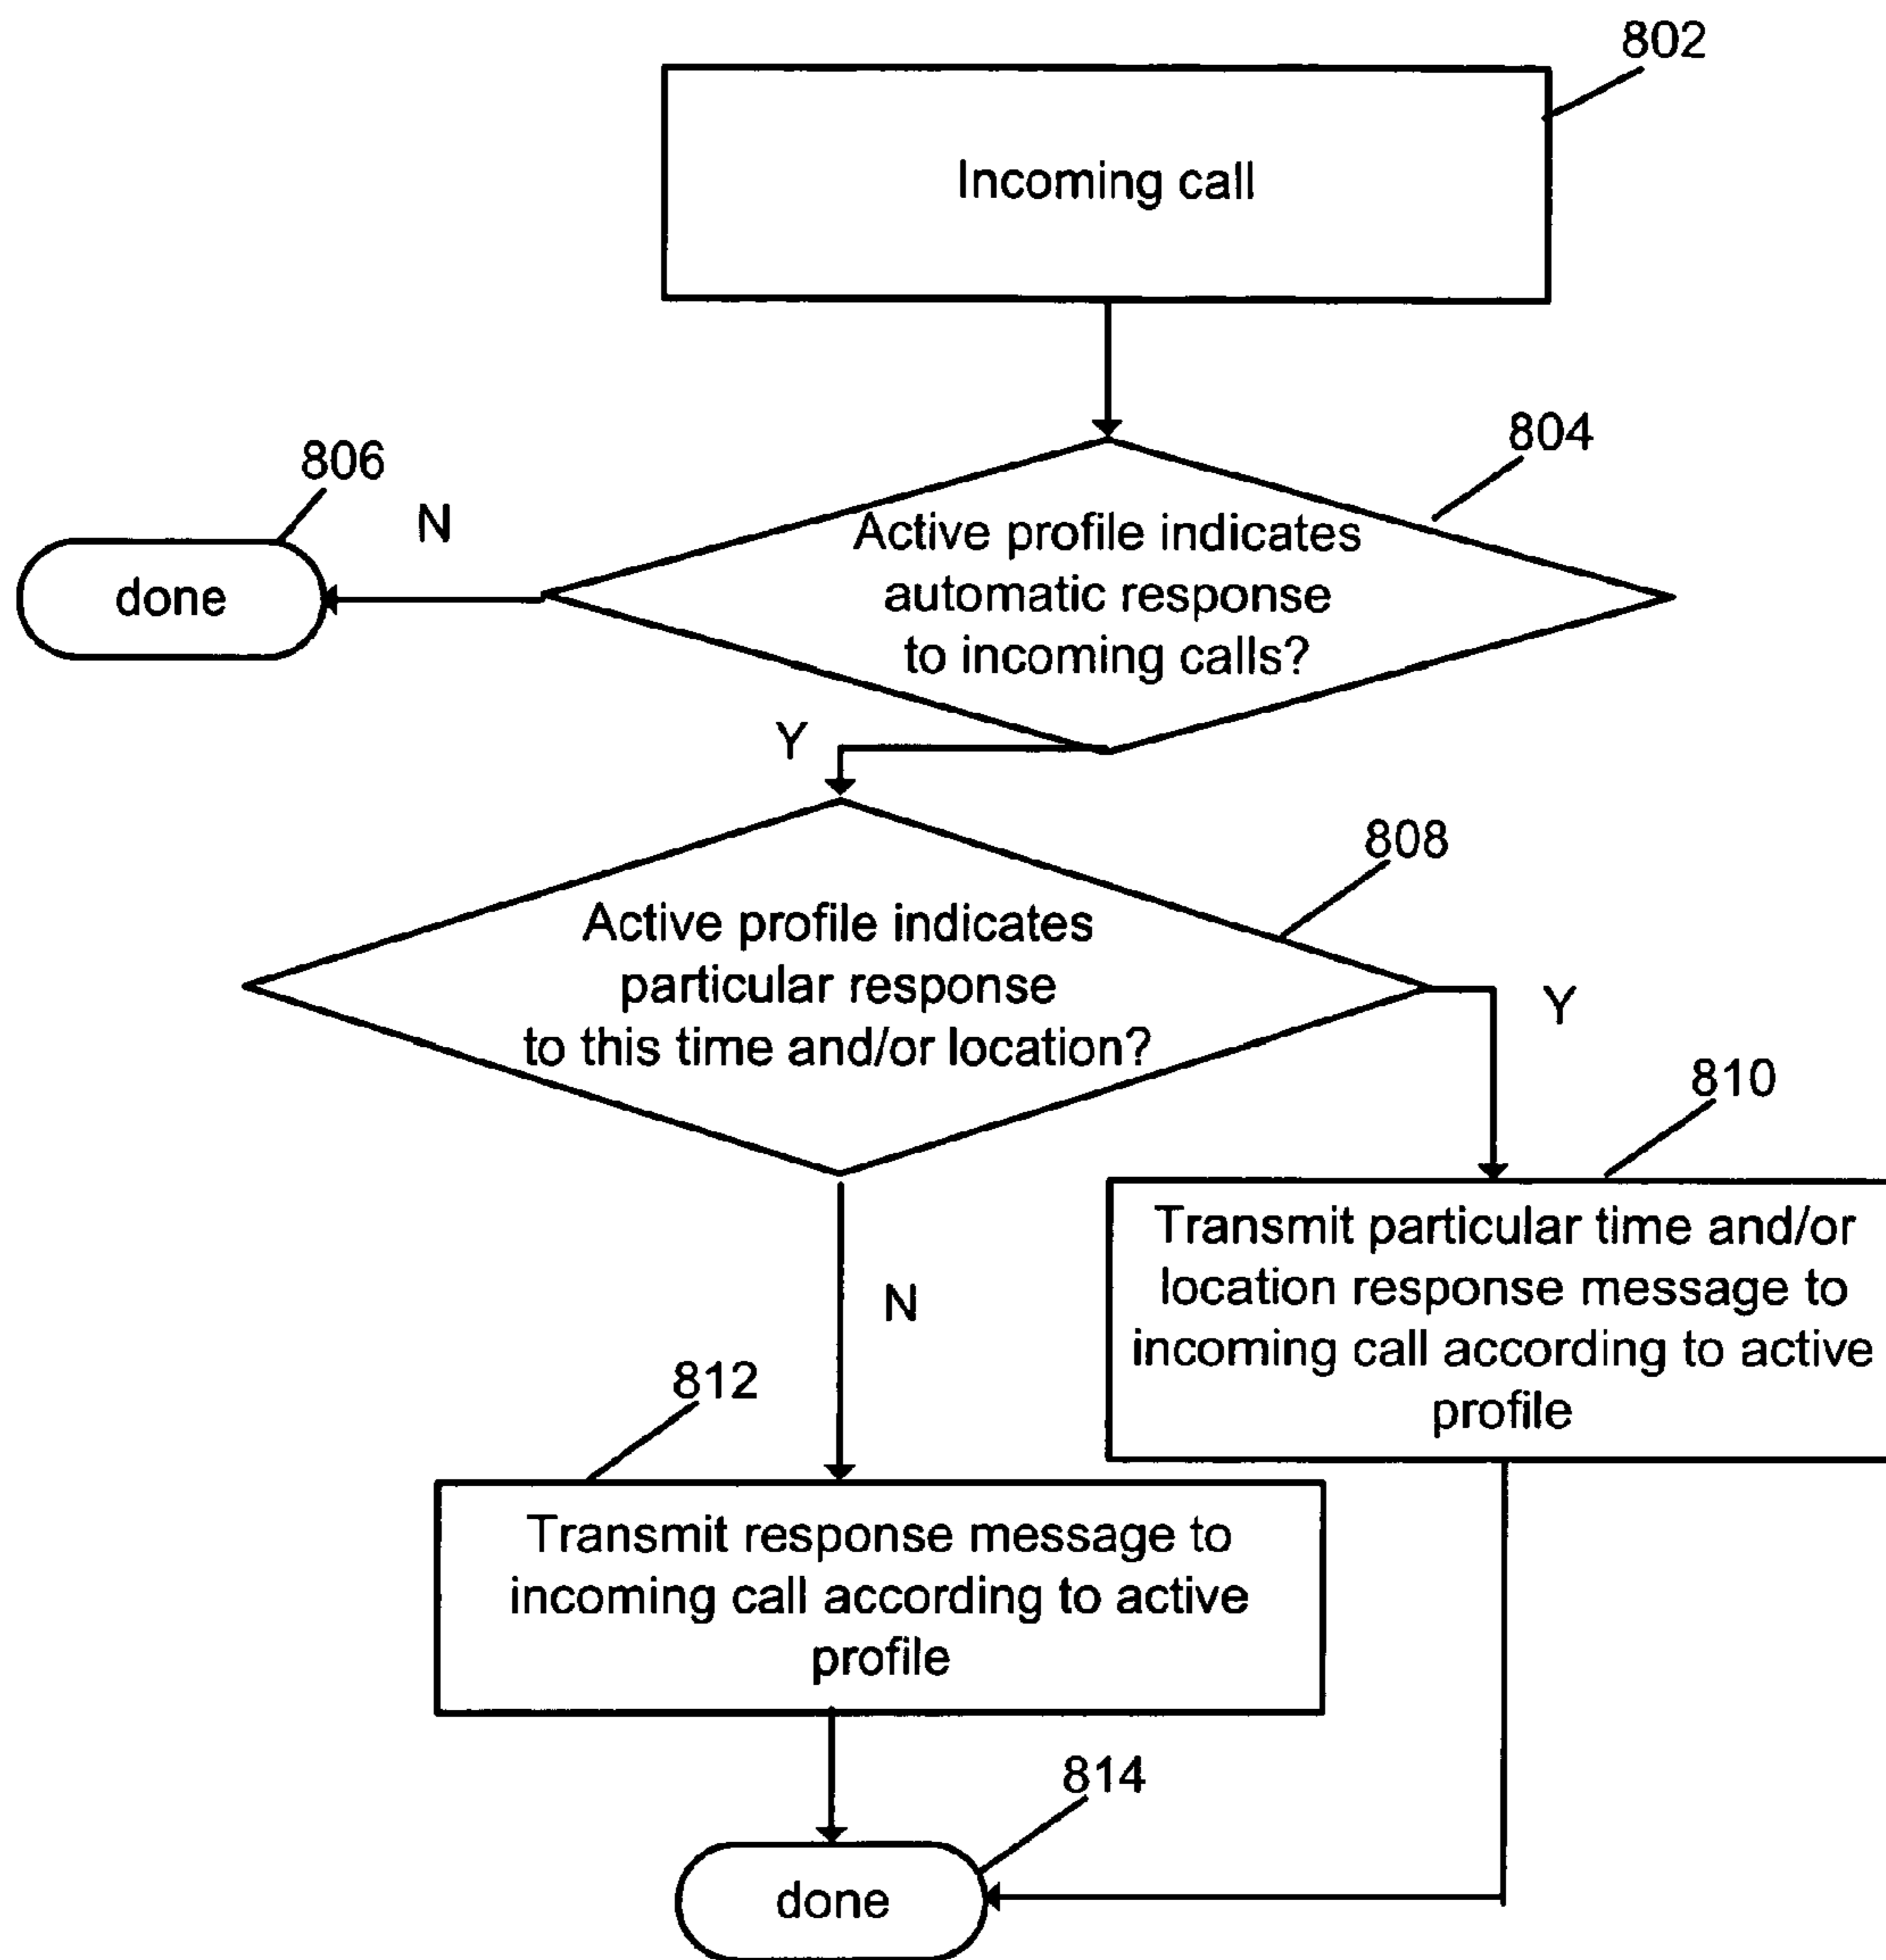 802
Incoming call
804
806
N
Active profile indicates
automatic response
to incoming calls?
done
Y
808
Active profile indicates
particular response
to this time and/or location?
Y
810
Transmit particular time and/or
location response message to
incoming call according to active
profile
N
812
Transmit response message to
incoming call according to active
profile
814
done